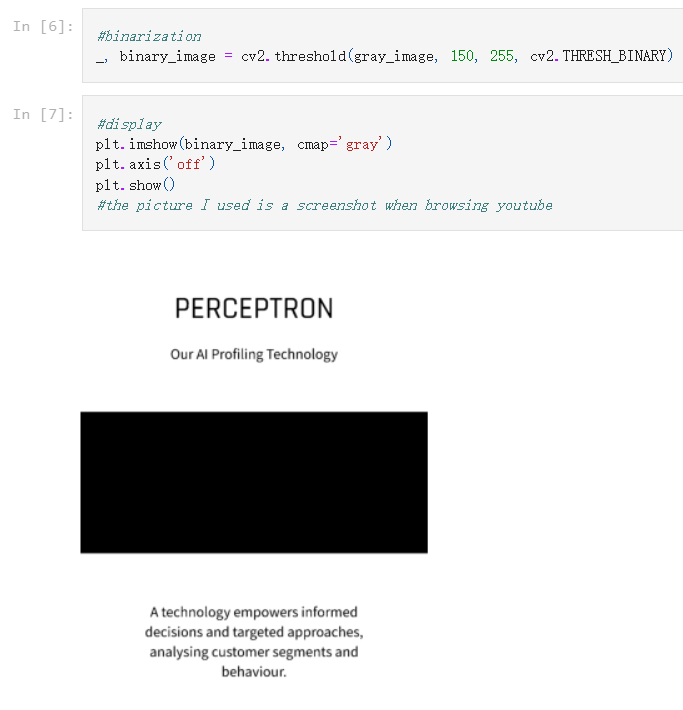 In [6]:
#binarization
_, binary_image = cv2.threshold(gray_image, 150, 255, cv2.THRESH_BINARY)
In [7]:
#display
plt.imshow(binary_image, cmap='gray')
plt.axis('off')
plt.show()
#the picture I used is a screenshot when browsing youtube
PERCEPTRON
Our AI Profiling Technology
A technology empowers informed
decisions and targeted approaches,
analysing customer segments and
behaviour.